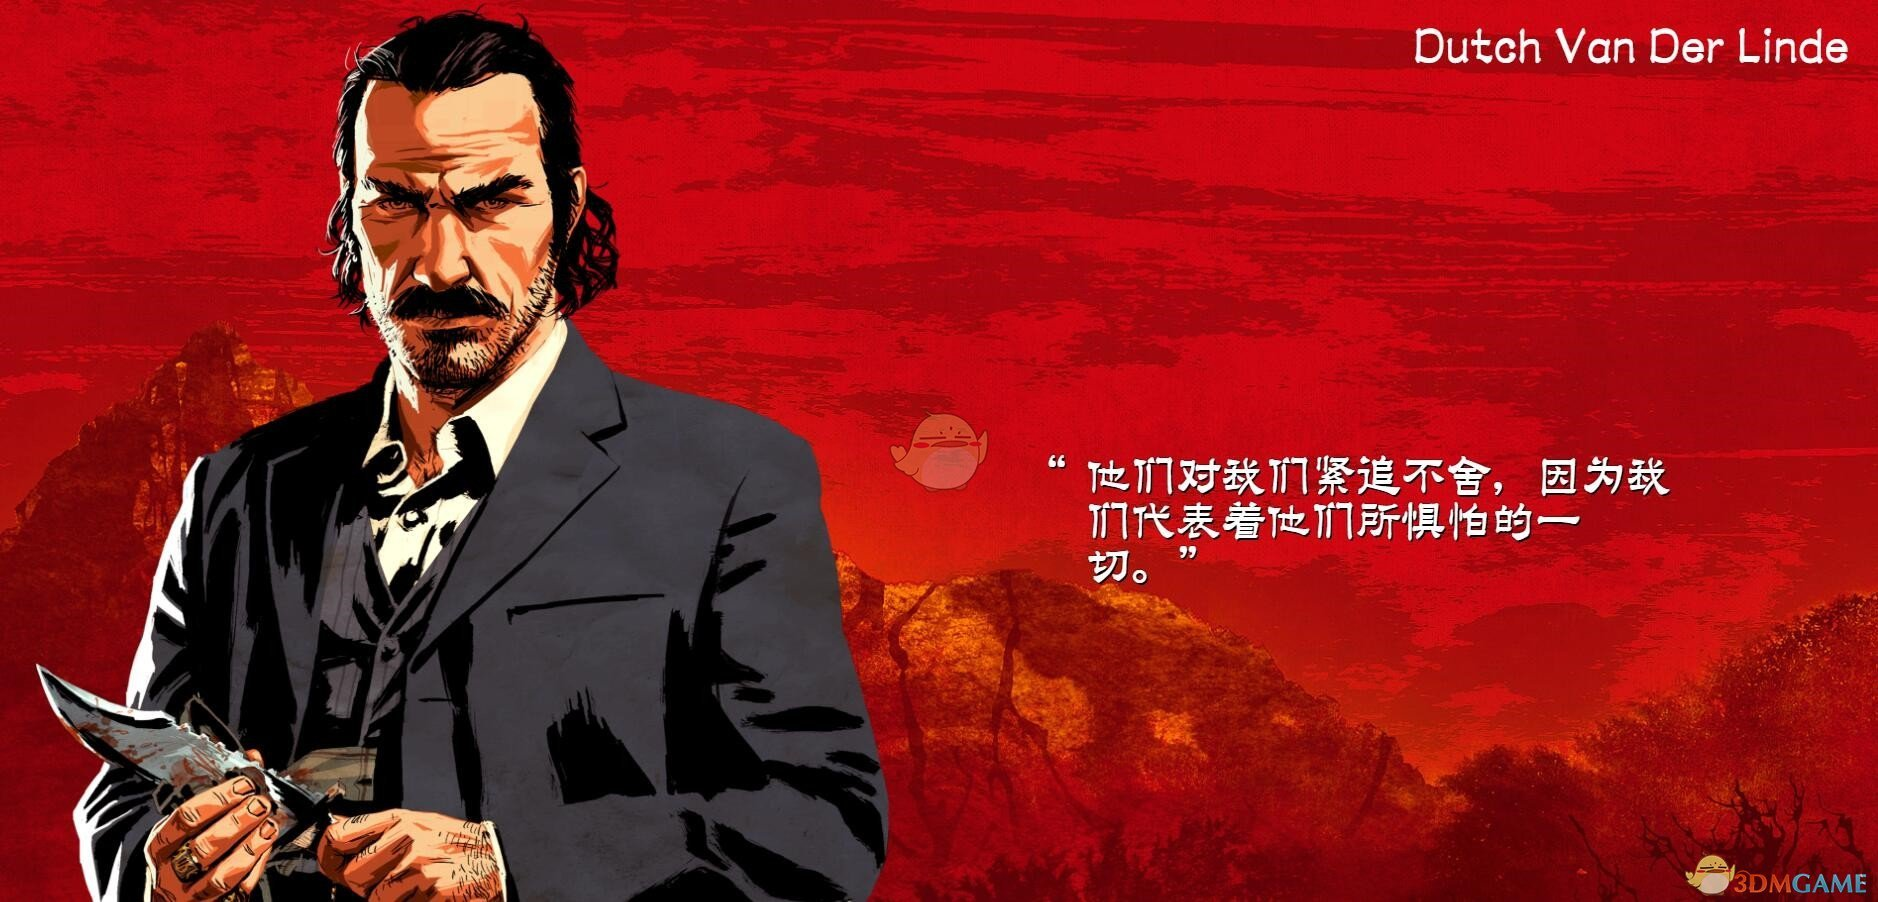 Dutch Van Der Linde
“他们对我们紧追不舍，因为我
们代表着他们所惧怕的一
切。”
3DMGAME